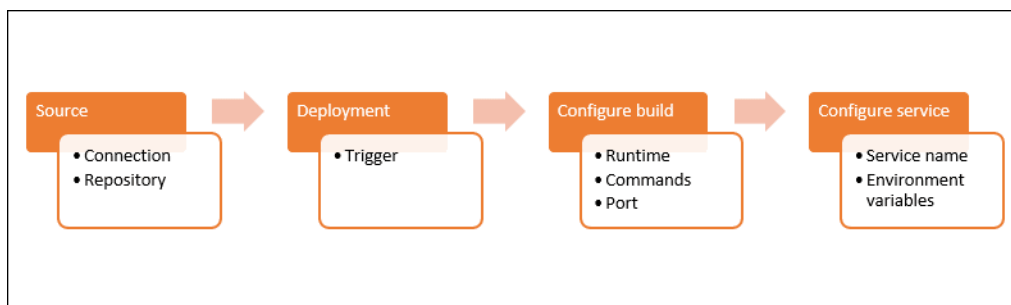 Source
• Connection
• Repository
Deployment
• Trigger
Configure build
• Runtime
• Commands
• Port
Configure service
• Service name
• Environment
variables